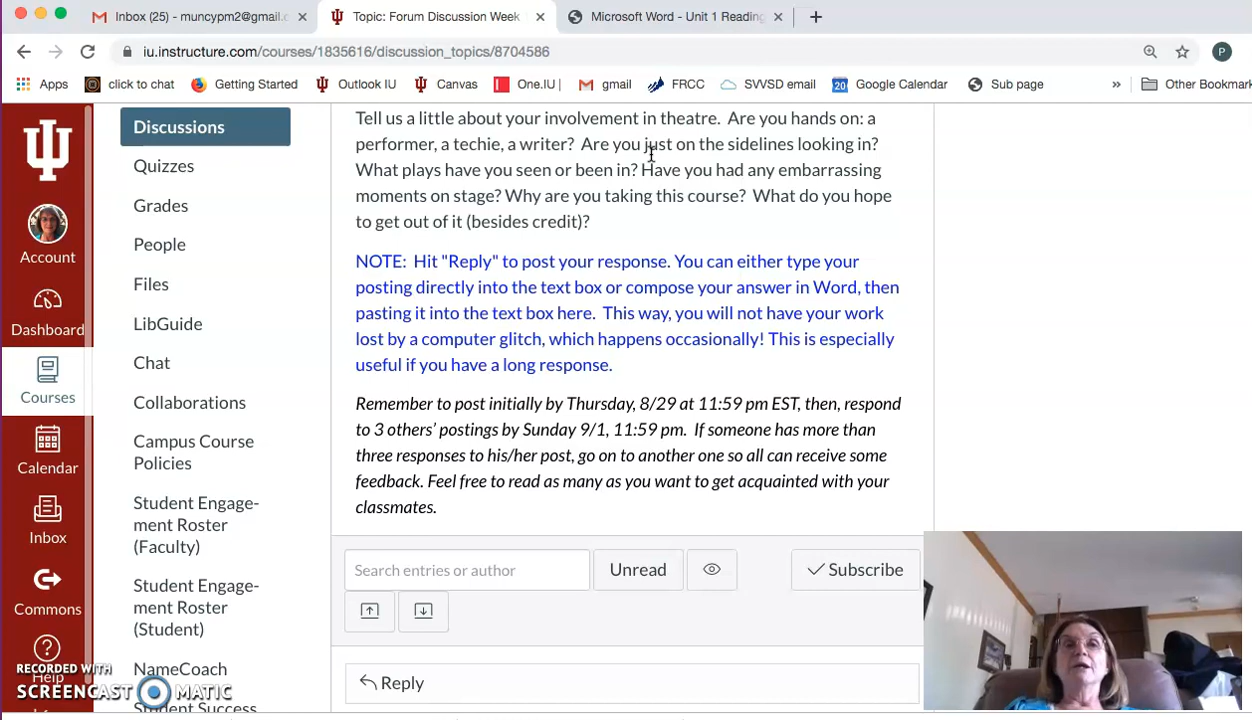 Inbox (25) - muncypm2@gmail.c
Topic: Forum Discussion Week
Microsoft Word - Unit 1 Reading
iu.instructure.com/courses/1835616/discussion_topics/8704586
P
Apps
click to chat
Getting Started
Outlook IU
Canvas
One.IU |
gmail
FRCC
SVVSD email
20
Google Calendar
Sub page
»
Other Bookmark
Account
Dashboard
Courses
Calendar
Inbox
Commons
Help
Discussions
Quizzes
Grades
People
Files
LibGuide
Chat
Collaborations
Campus Course
Policies
Student Engage-
ment Roster
(Faculty)
Student Engage-
ment Roster
(Student)
NameCoach
Student Success
Tell us a little about your involvement in theatre. Are you hands on: a
performer, a techie, a writer? Are you just on the sidelines looking in?
What plays have you seen or been in? Have you had any embarrassing
moments on stage? Why are you taking this course? What do you hope
to get out of it (besides credit)?
NOTE: Hit "Reply" to post your response. You can either type your
posting directly into the text box or compose your answer in Word, then
pasting it into the text box here. This way, you will not have your work
lost by a computer glitch, which happens occasionally! This is especially
useful if you have a long response.
Remember to post initially by Thursday, 8/29 at 11:59 pm EST, then, respond
to 3 others' postings by Sunday 9/1, 11:59 pm. If someone has more than
three responses to his/her post, go on to another one so all can receive some
feedback. Feel free to read as many as you want to get acquainted with your
classmates.
Search entries or author
Unread
Subscribe
Reply
RECORDED WITH
SCREENCAST MATIC